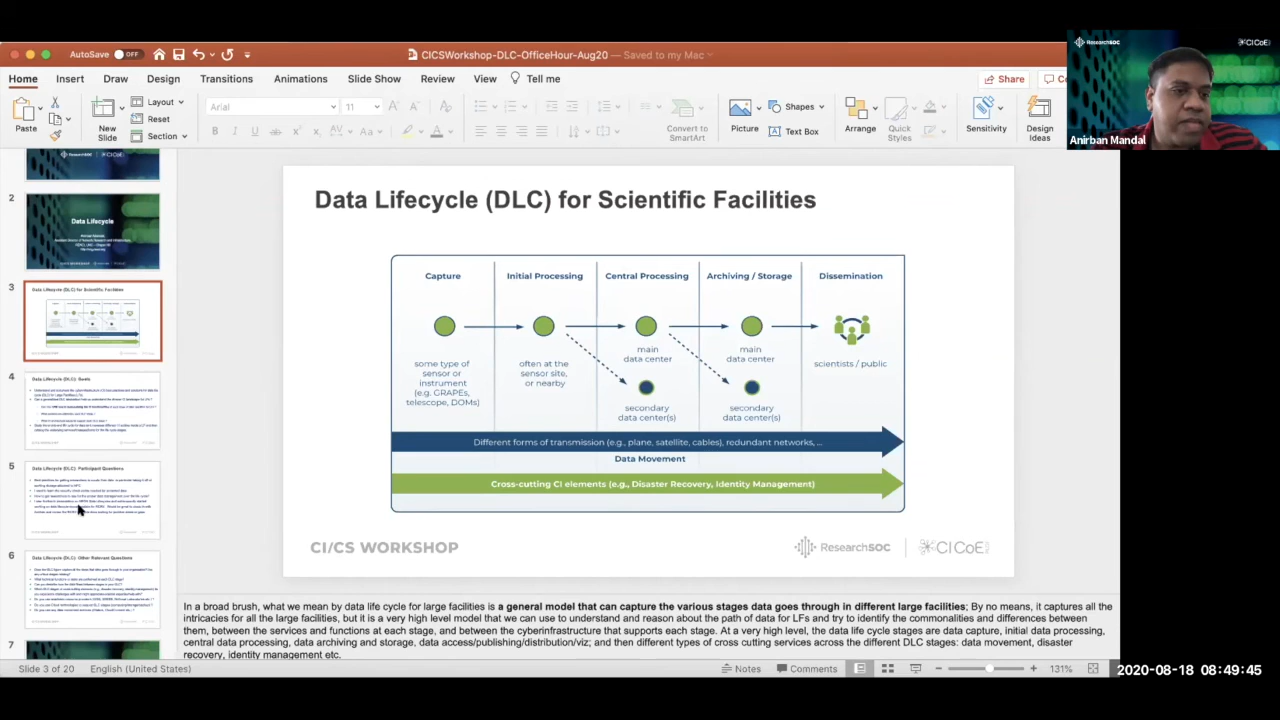 AutoSave OFF
CICSWorkshop-DLC-OfficeHour-Aug20 — Saved to my Mac
Home Insert Draw Design Transitions Animations Slide Show Review View Tell me
Share
Paste
New
Slide
Layout
Reset
Section
Arial
11
Convert to
SmartArt
Picture
Shapes
Text Box
Arrange
Quick
Styles
Sensitivity
Design
Ideas
ResearchSOC
CI CoE
Anirban Mandal
2
Data Lifecycle
3
Data Lifecycle (DLC) for Scientific Facilities
4
Data Lifecycle (DLC): Goals
5
Data Lifecycle (DLC): Participant Questions
6
Data Lifecycle (DLC): Other Relevant Questions
7
Data Lifecycle (DLC) for Scientific Facilities
Capture
Initial Processing
Central Processing
Archiving / Storage
Dissemination
some type of
sensor or
instrument
(e.g. GRAPEs,
telescope, DOMs)
often at the
sensor site,
or nearby
main
data center
secondary
data center(s)
main
data center
secondary
data center(s)
scientists / public
Different forms of transmission (e.g., plane, satellite, cables), redundant networks, ...
Data Movement
Cross-cutting CI elements (e.g., Disaster Recovery, Identity Management)
CI/CS WORKSHOP
ResearchSOC
CI CoE
In a broad brush, what we mean by data life cycle for large facilities is a general model that can capture the various stages data goes through in different large facilities; By no means, it captures all the
intricacies for all the large facilities, but it is a very high level model that we can use to understand and reason about the path of data for LFs and try to identify the commonalities and differences between
them, between the services and functions at each stage, and between the cyberinfrastructure that supports each stage. At a very high level, the data life cycle stages are data capture, initial data processing,
central data processing, data archiving and storage, data access/publishing/distribution/viz; and then different types of cross cutting services across the different DLC stages: data movement, disaster
recovery, identity management etc.
Slide 3 of 20
English (United States)
Notes
Comments
131%
2020-08-18 08:49:45